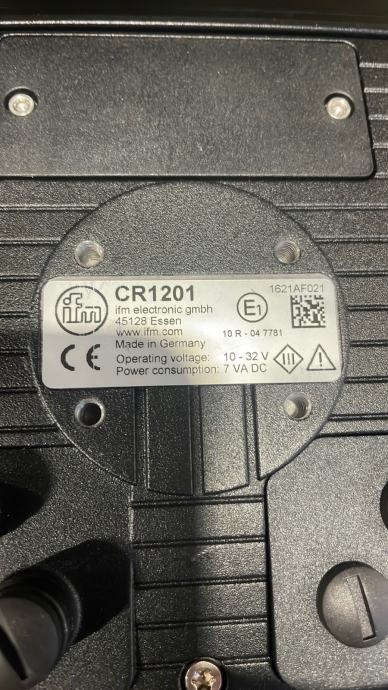 ifm
CR1201
ifm electronic gmbh
45128 Essen
www.ifm.com
Made in Germany
Operating voltage: 10 - 32 V
Power consumption: 7 VA DC
E1
10 R - 04 7781
1621AF021
CE
III
!